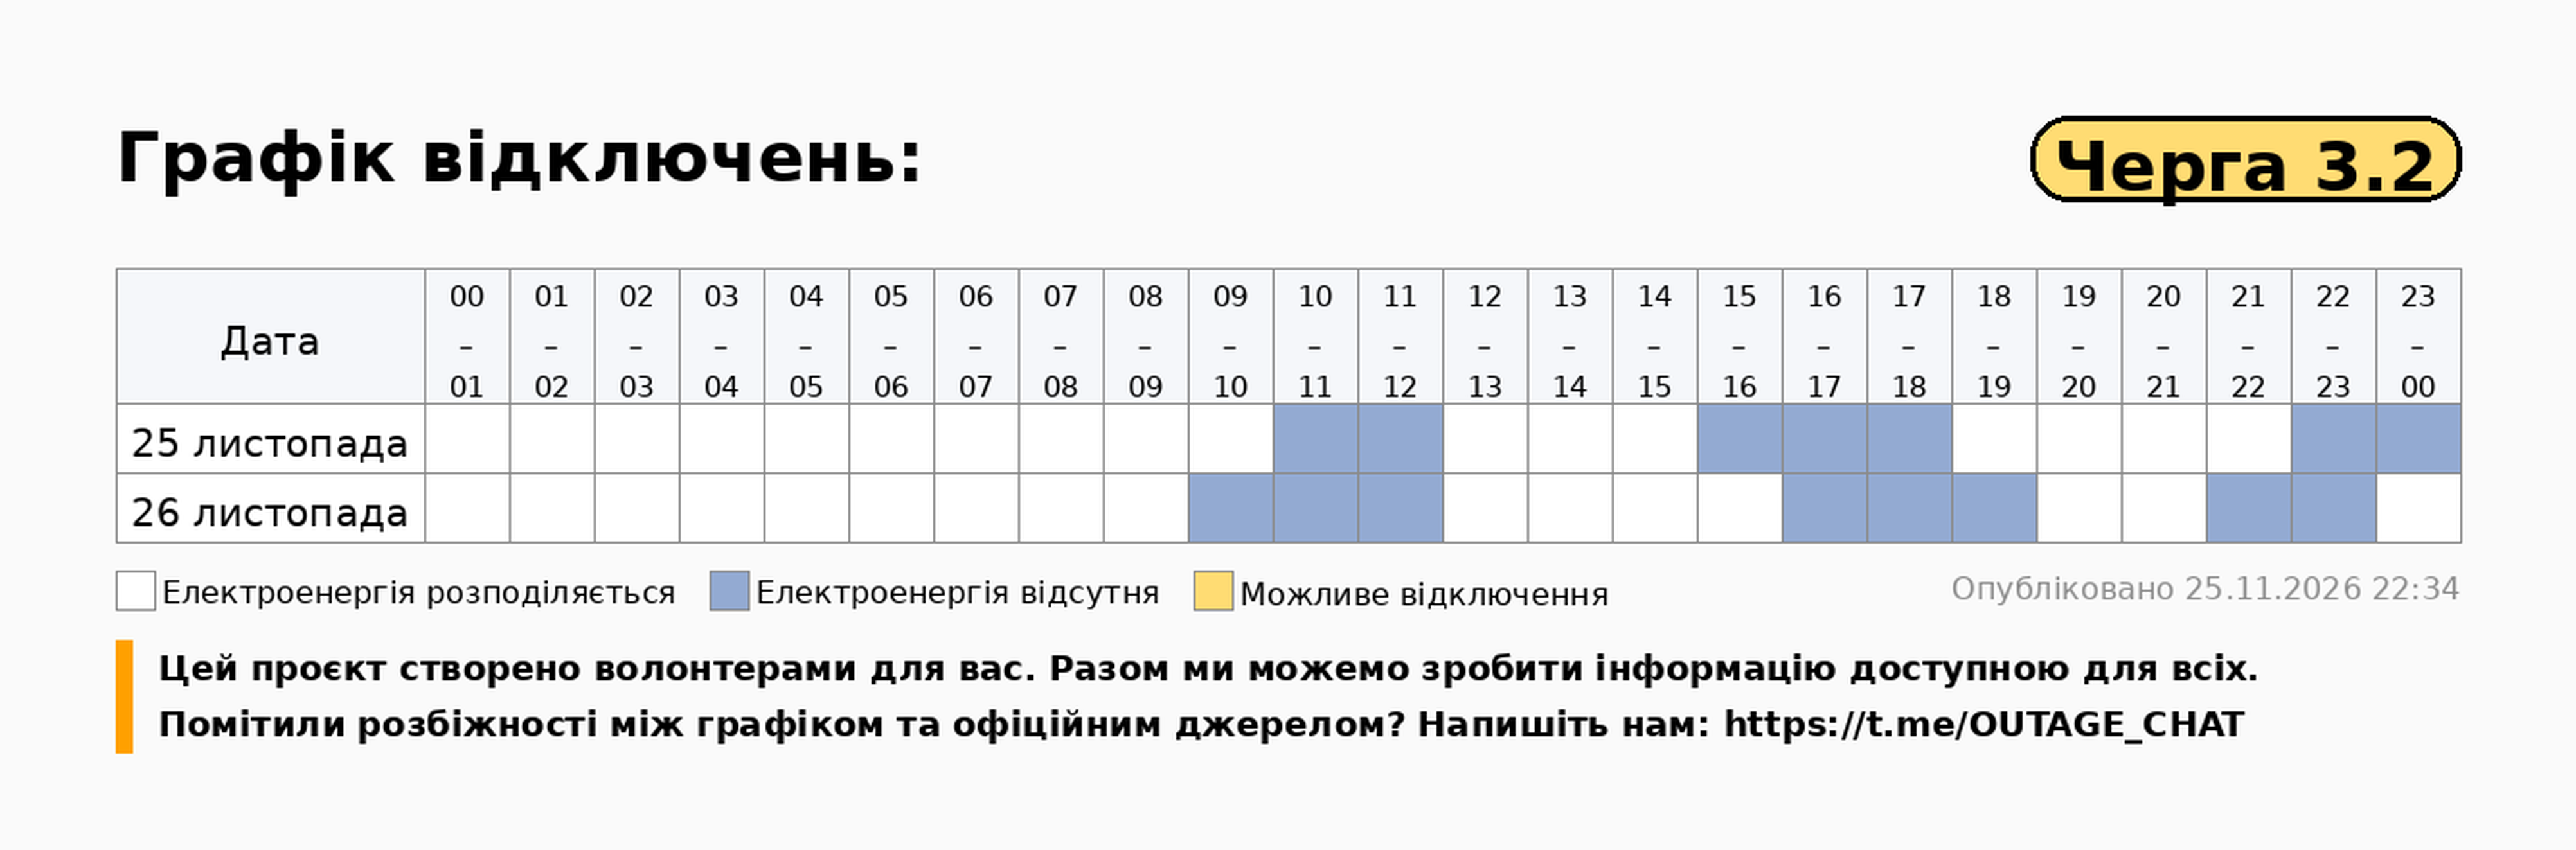 Графік відключень:
Черга 3.2
Дата 00 – 01 01 – 02 02 – 03 03 – 04 04 – 05 05 – 06 06 – 07 07 – 08 08 – 09 09 – 10 10 – 11 11 – 12 12 – 13 13 – 14 14 – 15 15 – 16 16 – 17 17 – 18 18 – 19 19 – 20 20 – 21 21 – 22 22 – 23 23 – 00
25 листопада
26 листопада
Електроенергія розподіляється Електроенергія відсутня Можливе відключення
Опубліковано 25.11.2026 22:34
Цей проєкт створено волонтерами для вас. Разом ми можемо зробити інформацію доступною для всіх.
Помітили розбіжності між графіком та офіційним джерелом? Напишіть нам: https://t.me/OUTAGE_CHAT